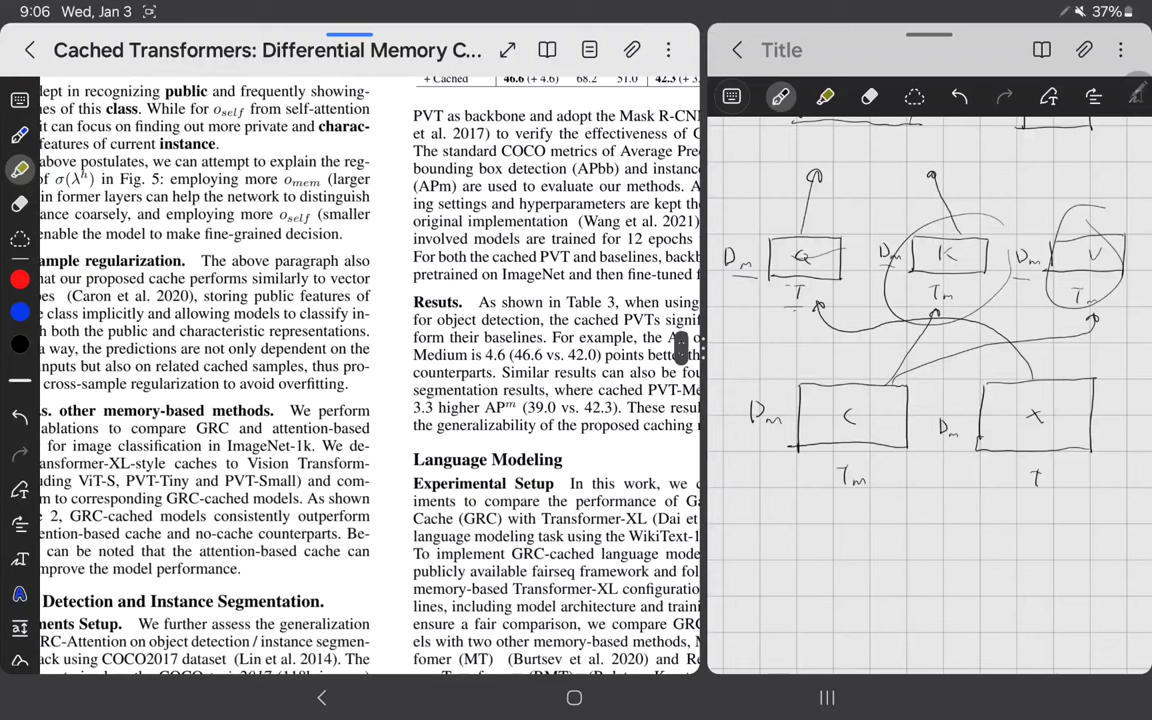 9:06 Wed, Jan 3
37%
Cached Transformers: Differential Memory C...
Title
dept in recognizing public and frequently showing-
nes of this class. While for oself from self-attention
it can focus on finding out more private and charac-
features of current instance.
above postulates, we can attempt to explain the reg-
of σ(λʰ) in Fig. 5: employing more omem (larger
in former layers can help the network to distinguish
ance coarsely, and employing more oself (smaller
enable the model to make fine-grained decision.
ample regularization. The above paragraph also
hat our proposed cache performs similarly to vector
es (Caron et al. 2020), storing public features of
e class implicitly and allowing models to classify in-
h both the public and characteristic representations.
a way, the predictions are not only dependent on the
inputs but also on related cached samples, thus pro-
cross-sample regularization to avoid overfitting.
s. other memory-based methods. We perform
ablations to compare GRC and attention-based
for image classification in ImageNet-1k. We de-
ansformer-XL-style caches to Vision Transform-
uding ViT-S, PVT-Tiny and PVT-Small) and com-
m to corresponding GRC-cached models. As shown
e 2, GRC-cached models consistently outperform
ention-based cache and no-cache counterparts. Be-
can be noted that the attention-based cache can
mprove the model performance.
Detection and Instance Segmentation.
ments Setup. We further assess the generalization
RC-Attention on object detection / instance segmen-
ack using COCO2017 dataset (Lin et al. 2014). The
+ Cached 46.6 (+ 4.6) 68.2 51.0 42.3 (+ 3.
PVT as backbone and adopt the Mask R-CN
et al. 2017) to verify the effectiveness of G
The standard COCO metrics of Average Pre
bounding box detection (APbb) and instance
(APm) are used to evaluate our methods. A
ing settings and hyperparameters are kept the
original implementation (Wang et al. 2021)
involved models are trained for 12 epochs
For both the cached PVT and baselines, backb
pretrained on ImageNet and then fine-tuned f
Resuts. As shown in Table 3, when using
for object detection, the cached PVTs signif
form their baselines. For example, the A
Medium is 4.6 (46.6 vs. 42.0) points better th
counterparts. Similar results can also be fou
segmentation results, where cached PVT-Me
3.3 higher APᵐ (39.0 vs. 42.3). These resul
the generalizability of the proposed caching
Language Modeling
Experimental Setup In this work, we c
iments to compare the performance of Ga
Cache (GRC) with Transformer-XL (Dai et
language modeling task using the WikiText-1
To implement GRC-cached language mode
publicly available fairseq framework and fol
memory-based Transformer-XL configuratio
lines, including model architecture and traini
ensure a fair comparison, we compare GRC
els with two other memory-based methods, M
fomer (MT) (Burtsev et al. 2020) and Re
Dm Q Dm K Dm V
T Tm Tm
Dm C Dm X
Tm T